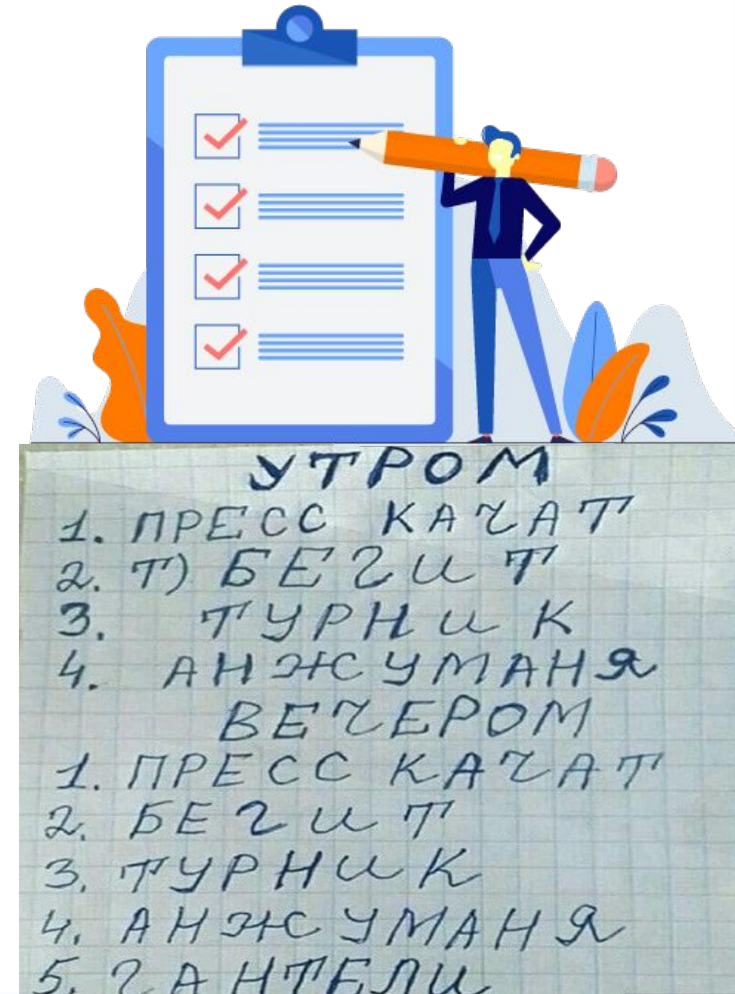 УТРОМ
1. ПРЕСС КАЧАТ
2. Т) БЕГИТ
3. ТУРНИК
4. АНЖУМАНЯ
ВЕЧЕРОМ
1. ПРЕСС КАЧАТ
2. БЕГИТ
3. ТУРНИК
4. АНЖУМАНЯ
5. ГАНТЕЛИ